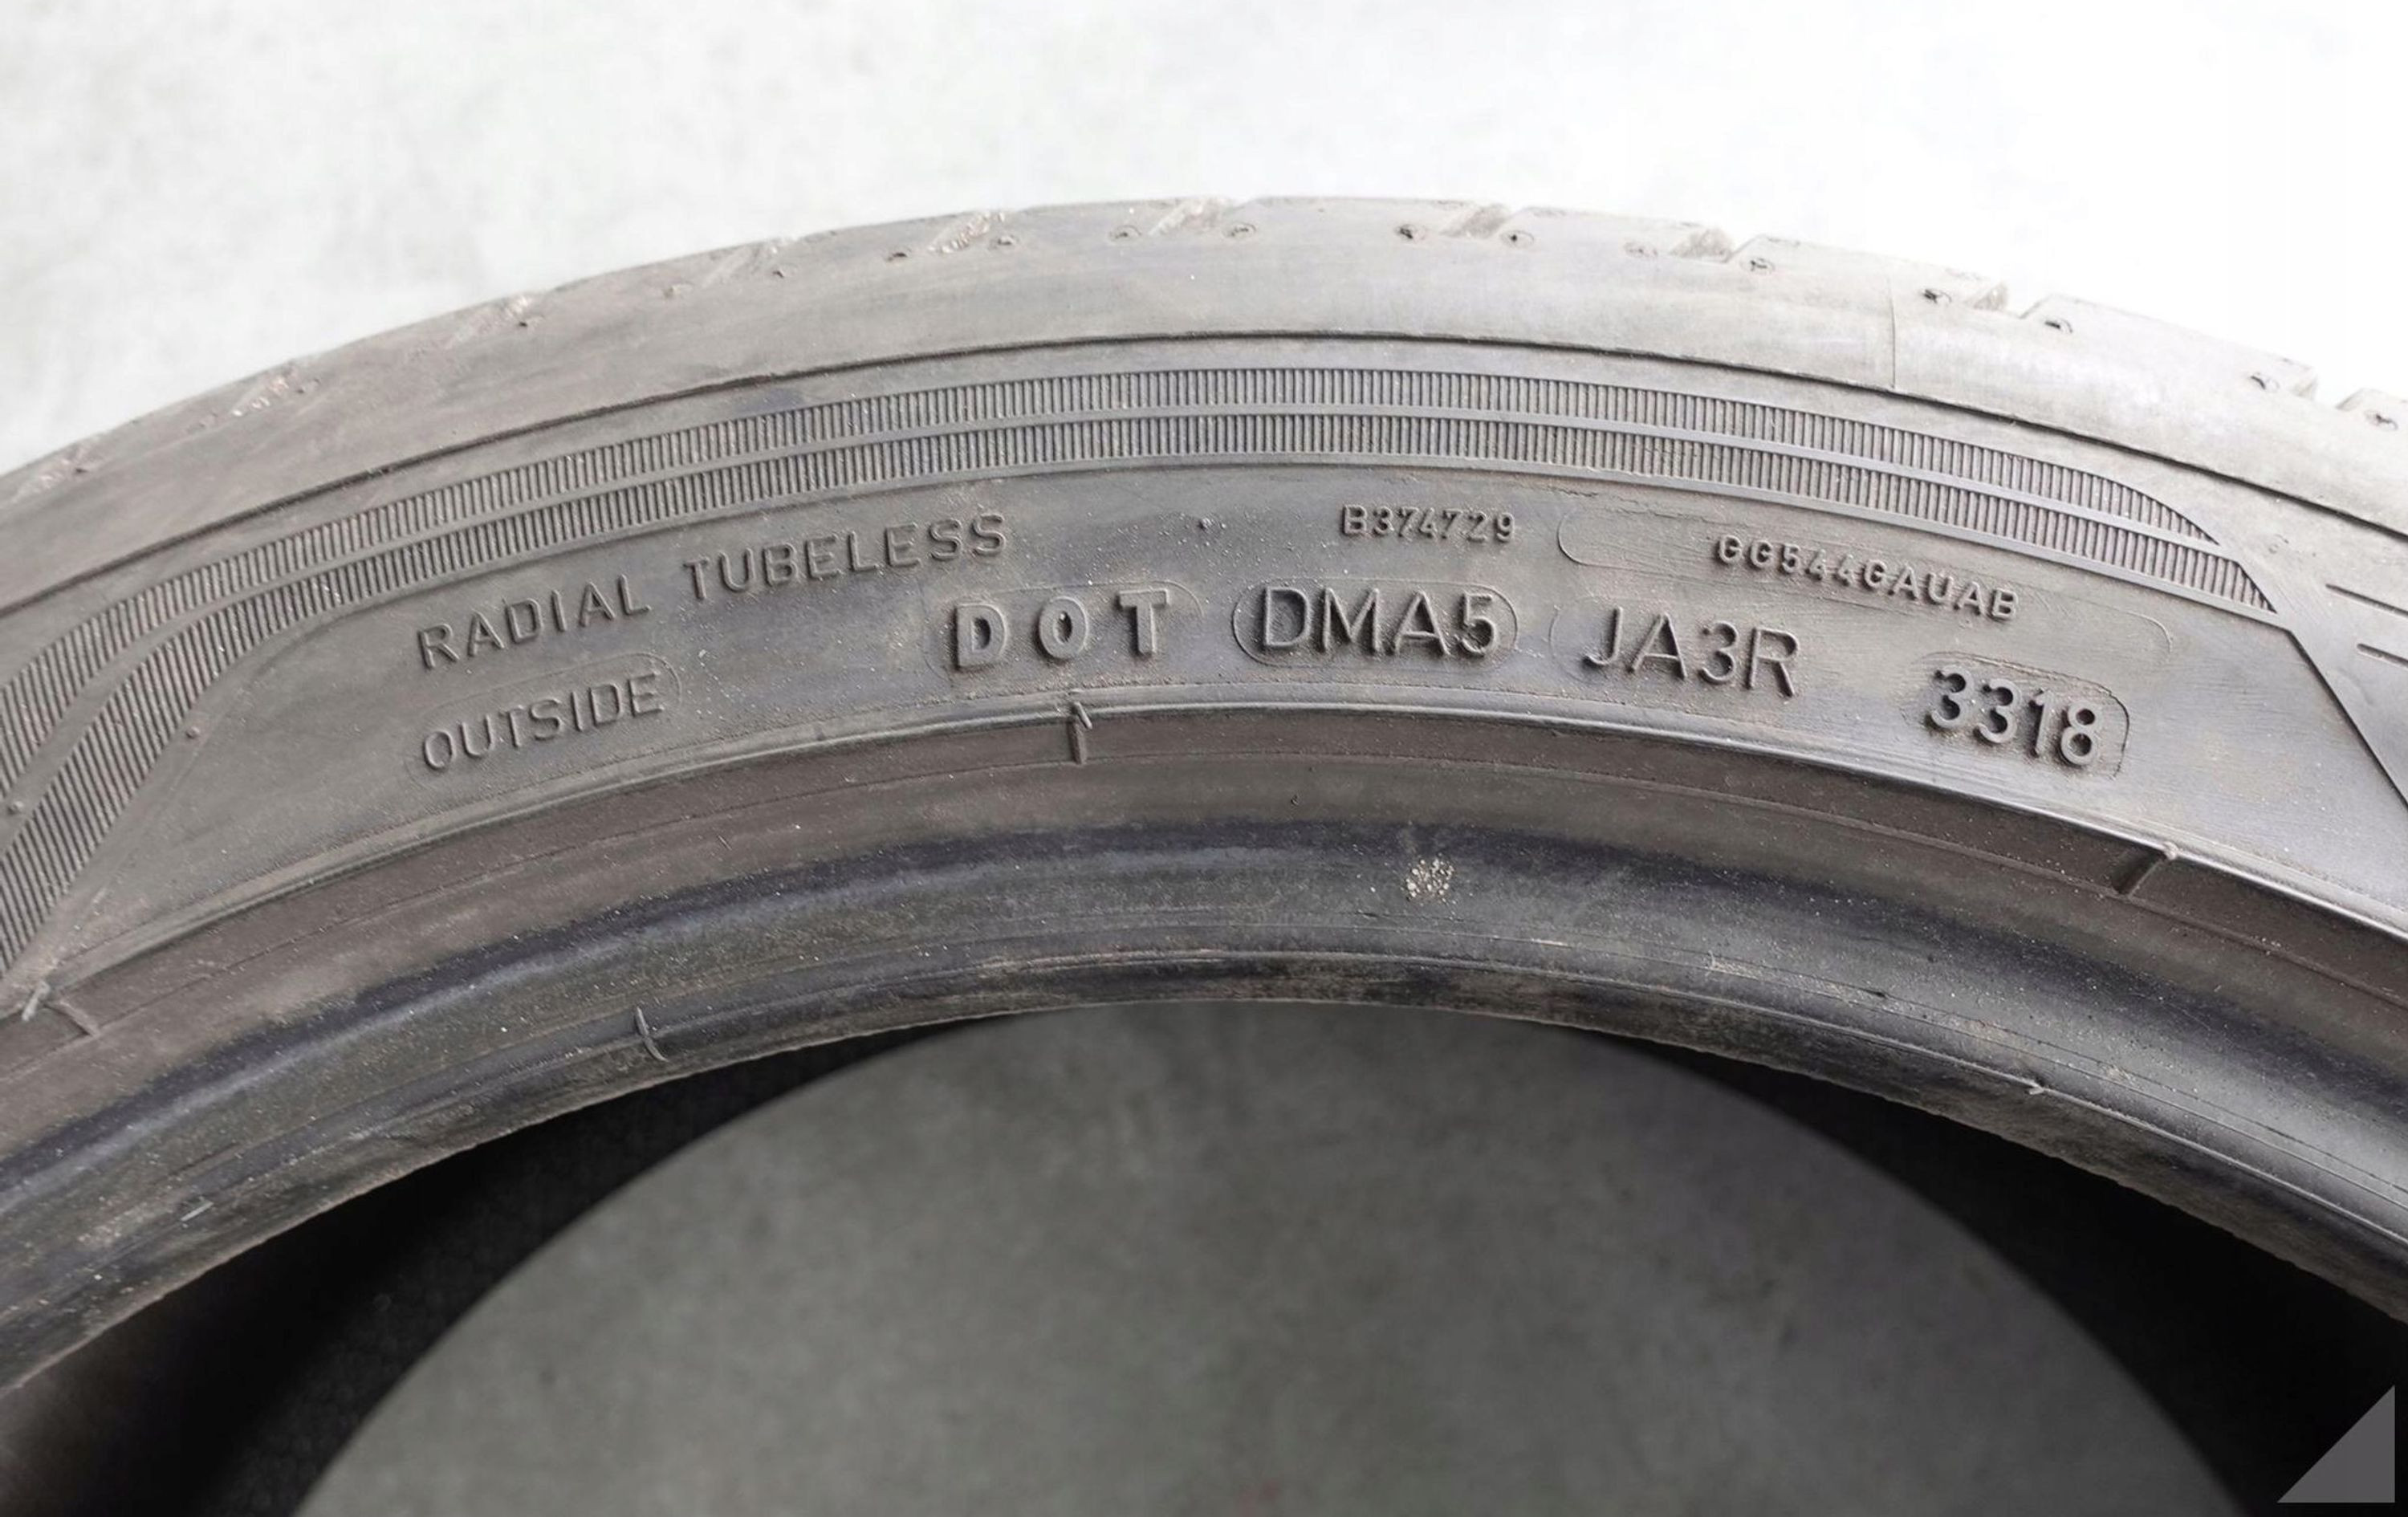 RADIAL TUBELESS
B374729
GG544GAUAB
OUTSIDE
DOT DMA5 JA3R 3318